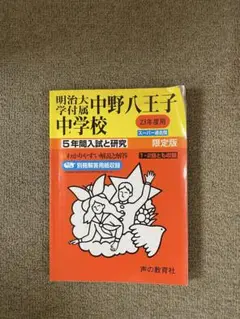 明治大学付属
中野八王子
中学校
23年度用
スーパー過去問
5年間入試と研究
限定版
わかりやすい解説と解答
別冊解答用紙収録
声の教育社